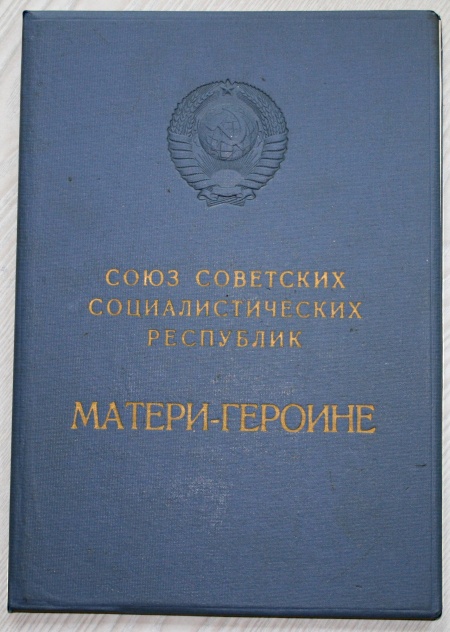 СОЮЗ СОВЕТСКИХ
СОЦИАЛИСТИЧЕСКИХ
РЕСПУБЛИК
МАТЕРИ-ГЕРОИНЕ